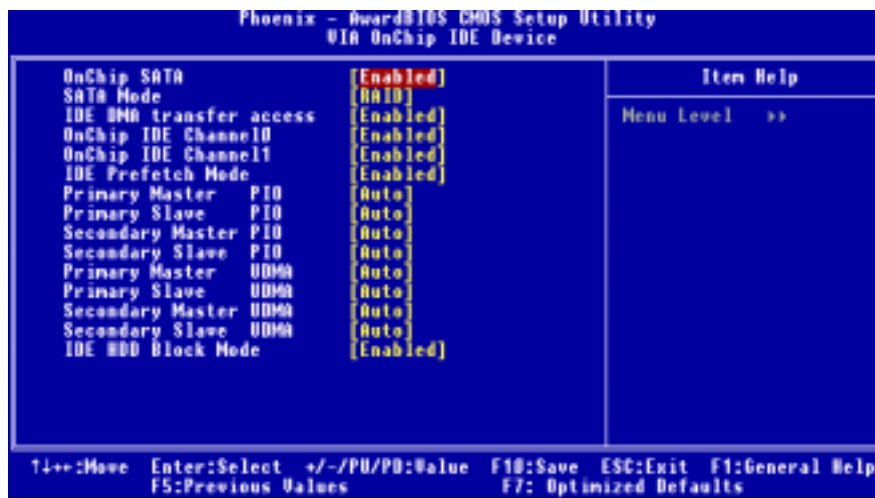 Phoenix - AwardBIOS CMOS Setup Utility
VIA OnChip IDE Device
OnChip SATA [Enabled]
SATA Mode [RAID]
IDE DMA transfer access [Enabled]
OnChip IDE Channel0 [Enabled]
OnChip IDE Channel1 [Enabled]
IDE Prefetch Mode [Enabled]
Primary Master PIO [Auto]
Primary Slave PIO [Auto]
Secondary Master PIO [Auto]
Secondary Slave PIO [Auto]
Primary Master UDMA [Auto]
Primary Slave UDMA [Auto]
Secondary Master UDMA [Auto]
Secondary Slave UDMA [Auto]
IDE HDD Block Mode [Enabled]
Item Help
Menu Level ▸▸
↑↓→←:Move Enter:Select +/-/PU/PD:Value F10:Save ESC:Exit F1:General Help
F5:Previous Values F7: Optimized Defaults